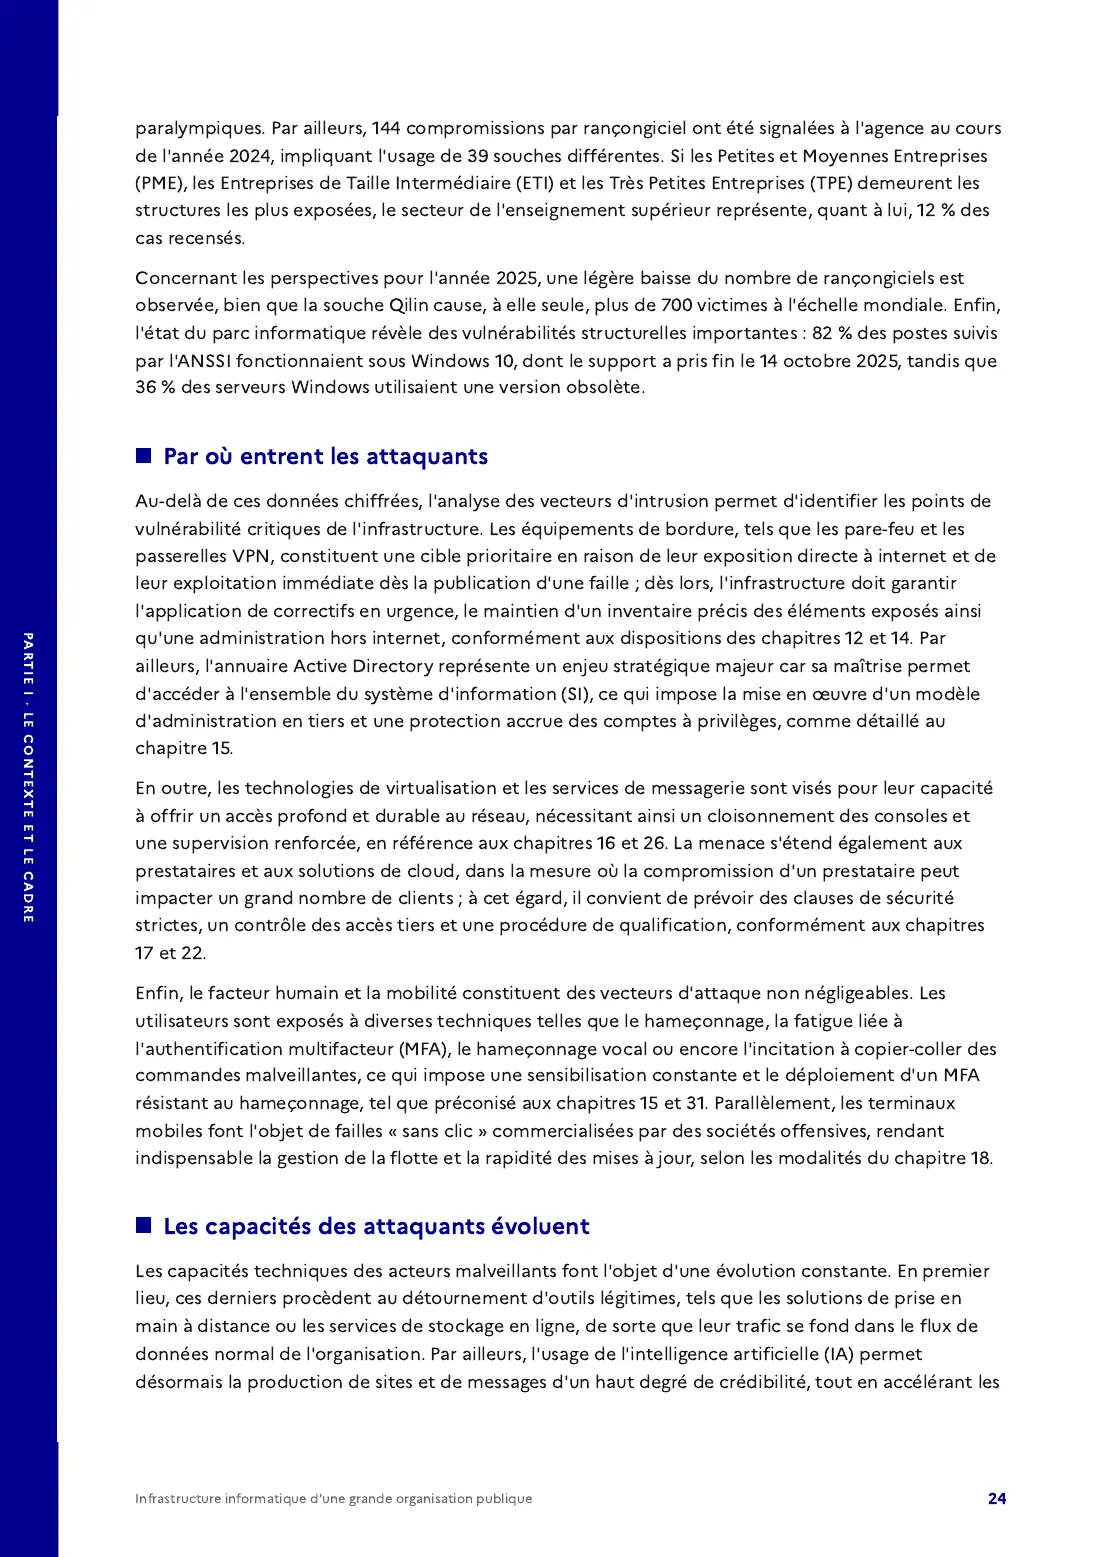 paralympiques. Par ailleurs, 144 compromissions par rançongiciel ont été signalées à l'agence au cours
de l'année 2024, impliquant l'usage de 39 souches différentes. Si les Petites et Moyennes Entreprises
(PME), les Entreprises de Taille Intermédiaire (ETI) et les Très Petites Entreprises (TPE) demeurent les
structures les plus exposées, le secteur de l'enseignement supérieur représente, quant à lui, 12 % des
cas recensés.
Concernant les perspectives pour l'année 2025, une légère baisse du nombre de rançongiciels est
observée, bien que la souche Qilin cause, à elle seule, plus de 700 victimes à l'échelle mondiale. Enfin,
l'état du parc informatique révèle des vulnérabilités structurelles importantes : 82 % des postes suivis
par l'ANSSI fonctionnaient sous Windows 10, dont le support a pris fin le 14 octobre 2025, tandis que
36 % des serveurs Windows utilisaient une version obsolète.
■ Par où entrent les attaquants
Au-delà de ces données chiffrées, l'analyse des vecteurs d'intrusion permet d'identifier les points de
vulnérabilité critiques de l'infrastructure. Les équipements de bordure, tels que les pare-feu et les
passerelles VPN, constituent une cible prioritaire en raison de leur exposition directe à internet et de
leur exploitation immédiate dès la publication d'une faille ; dès lors, l'infrastructure doit garantir
l'application de correctifs en urgence, le maintien d'un inventaire précis des éléments exposés ainsi
qu'une administration hors internet, conformément aux dispositions des chapitres 12 et 14. Par
ailleurs, l'annuaire Active Directory représente un enjeu stratégique majeur car sa maîtrise permet
d'accéder à l'ensemble du système d'information (SI), ce qui impose la mise en œuvre d'un modèle
d'administration en tiers et une protection accrue des comptes à privilèges, comme détaillé au
chapitre 15.
En outre, les technologies de virtualisation et les services de messagerie sont visés pour leur capacité
à offrir un accès profond et durable au réseau, nécessitant ainsi un cloisonnement des consoles et
une supervision renforcée, en référence aux chapitres 16 et 26. La menace s'étend également aux
prestataires et aux solutions de cloud, dans la mesure où la compromission d'un prestataire peut
impacter un grand nombre de clients ; à cet égard, il convient de prévoir des clauses de sécurité
strictes, un contrôle des accès tiers et une procédure de qualification, conformément aux chapitres
17 et 22.
Enfin, le facteur humain et la mobilité constituent des vecteurs d'attaque non négligeables. Les
utilisateurs sont exposés à diverses techniques telles que le hameçonnage, la fatigue liée à
l'authentification multifacteur (MFA), le hameçonnage vocal ou encore l'incitation à copier-coller des
commandes malveillantes, ce qui impose une sensibilisation constante et le déploiement d'un MFA
résistant au hameçonnage, tel que préconisé aux chapitres 15 et 31. Parallèlement, les terminaux
mobiles font l'objet de failles « sans clic » commercialisées par des sociétés offensives, rendant
indispensable la gestion de la flotte et la rapidité des mises à jour, selon les modalités du chapitre 18.
■ Les capacités des attaquants évoluent
Les capacités techniques des acteurs malveillants font l'objet d'une évolution constante. En premier
lieu, ces derniers procèdent au détournement d'outils légitimes, tels que les solutions de prise en
main à distance ou les services de stockage en ligne, de sorte que leur trafic se fond dans le flux de
données normal de l'organisation. Par ailleurs, l'usage de l'intelligence artificielle (IA) permet
désormais la production de sites et de messages d'un haut degré de crédibilité, tout en accélérant les
PARTIE I · LE CONTEXTE ET LE CADRE
Infrastructure informatique d'une grande organisation publique
24